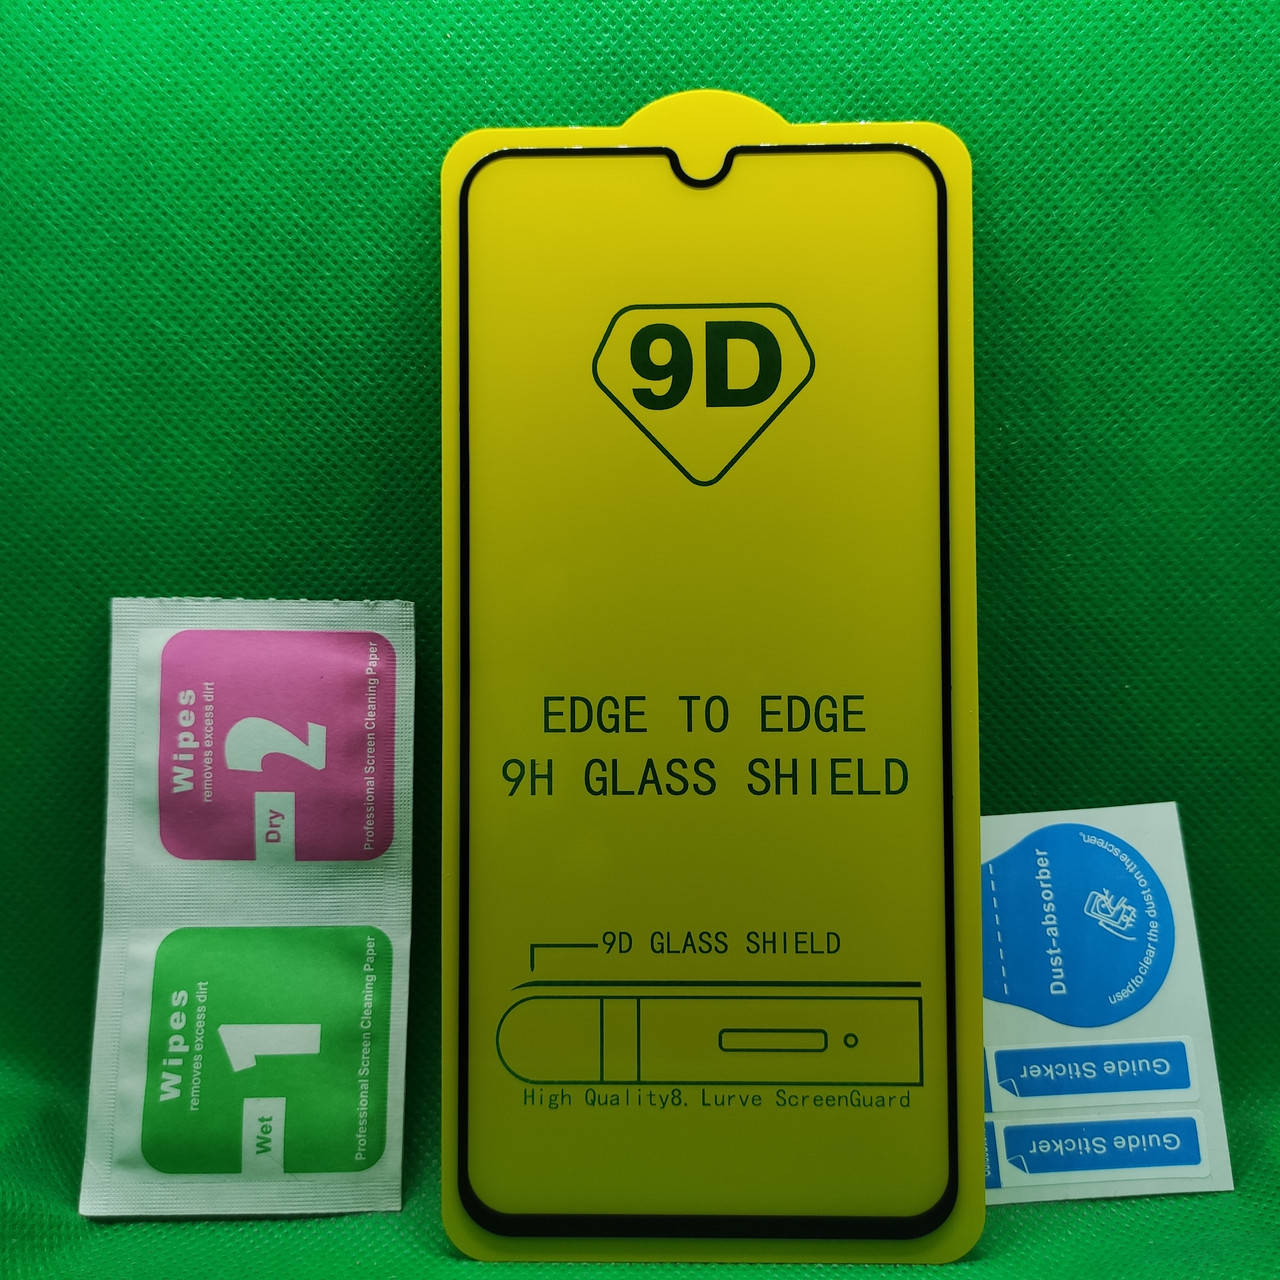 9D
EDGE TO EDGE
9H GLASS SHIELD
9D GLASS SHIELD
High Quality8. Lurve ScreenGuard
Wipes
removes excess dirt
2
Dry
Professional Screen Cleaning Paper
Wipes
removes excess dirt
1
Wet
Professional Screen Cleaning Paper
Dust-absorber
used to clear the dust on the screen.
Guide Sticker
Guide Sticker